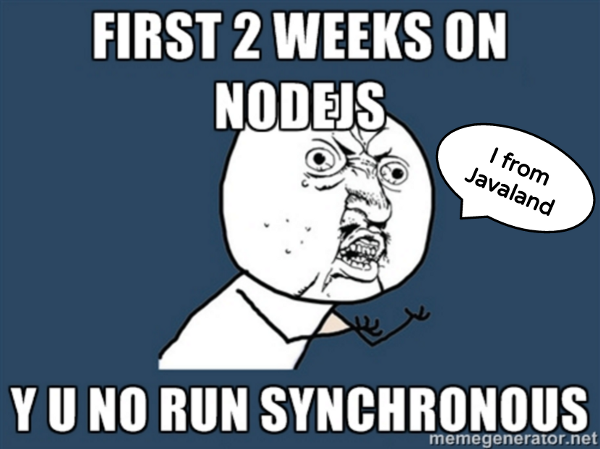 FIRST 2 WEEKS ON
NODEJS
I from
Javaland
Y U NO RUN SYNCHRONOUS
memegenerator.net